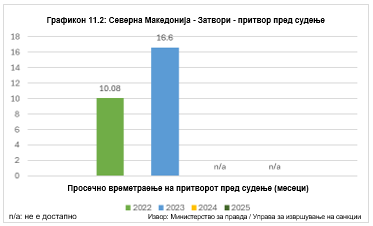 Графикон 11.2: Северна Македонија - Затвори - притвор пред судење
18
16
14
12
10
8
6
4
2
0
10.08
16.6
n/a
n/a
Просечно времетраење на притворот пред судење (месеци)
2022 2023 2024 2025
n/a: не е достапно
Извор: Министерство за правда / Управа за извршување на санкции